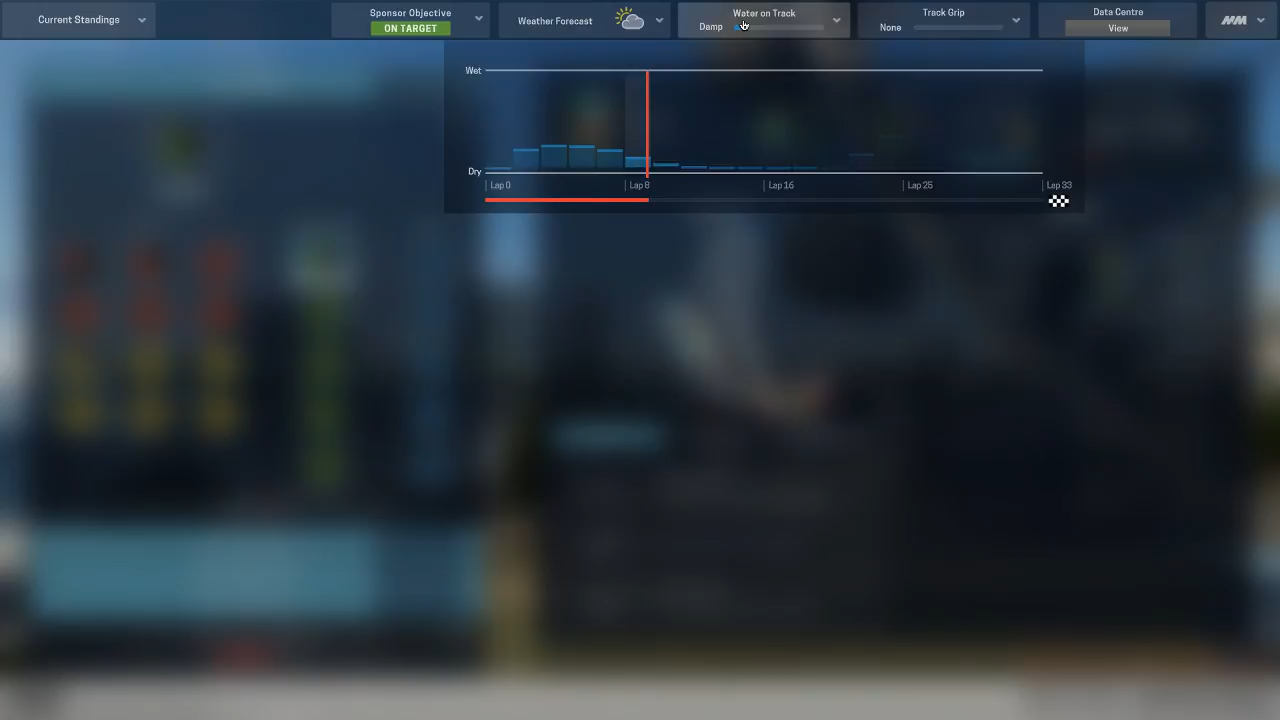 Current Standings
Sponsor Objective
ON TARGET
Weather Forecast
Water on Track
Damp
Track Grip
None
Data Centre
View
MM
Wet
Dry
Lap 0
Lap 8
Lap 16
Lap 25
Lap 33